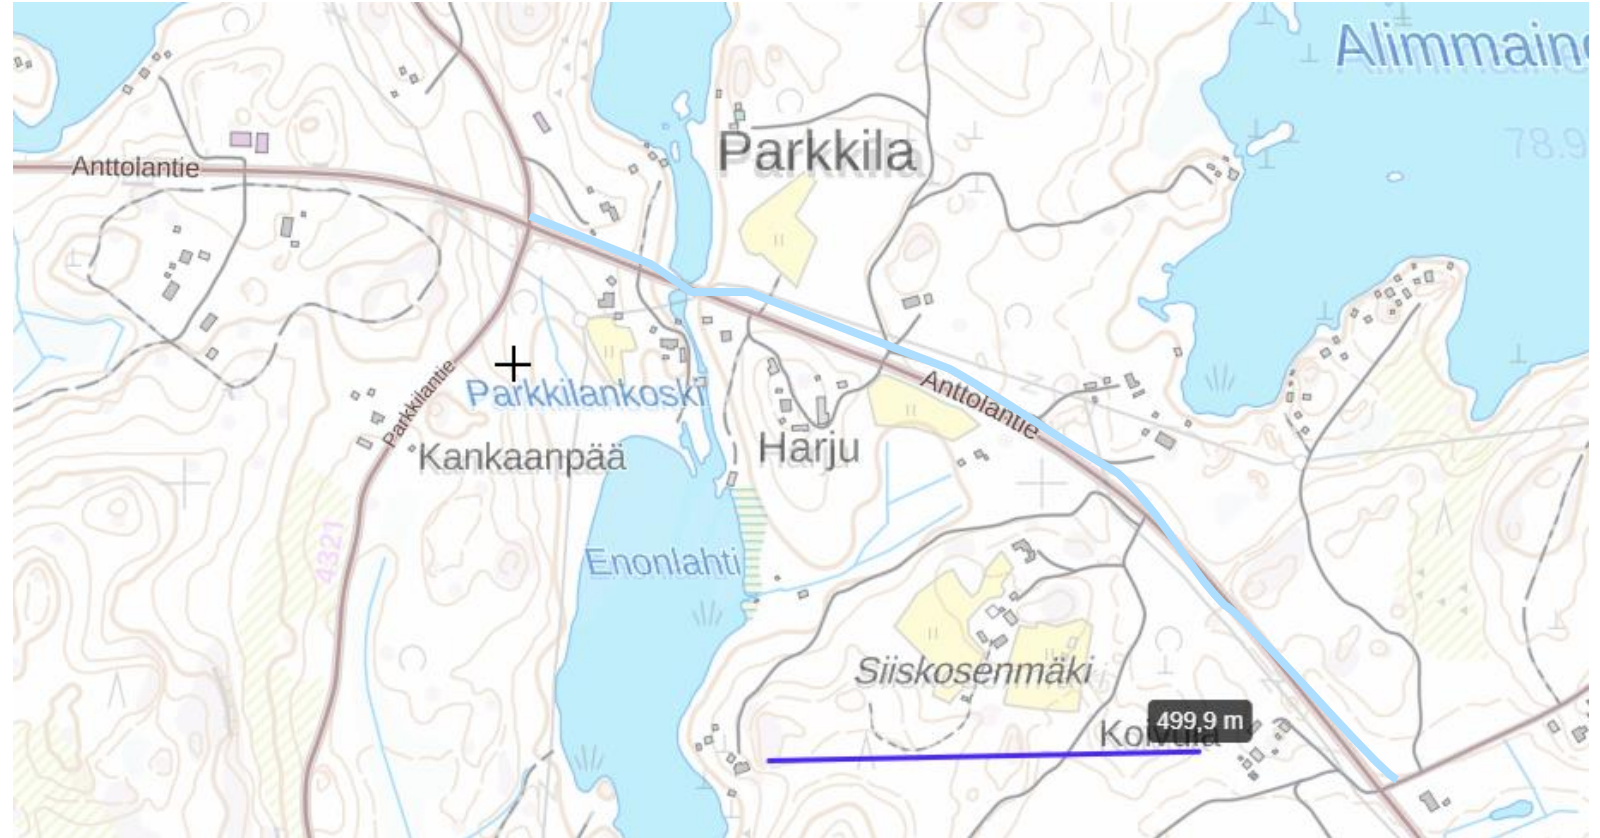 Alimmaine
78.9
Parkkila
Anttolantie
Parkkilantie
Parkkilankoski
Anttolantie
Kankaanpää
Harju
4321
Enonlahti
Siiskosenmäki
499,9 m
Koivula